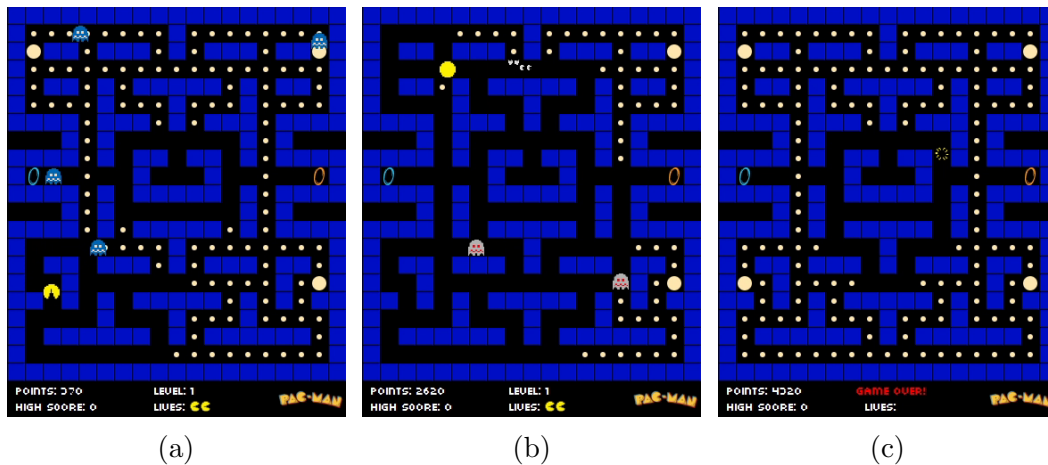 POINTS: 370 LEVEL: 1
HIGH SCORE: 0 LIVES:
PAC-MAN
POINTS: 2620 LEVEL: 1
HIGH SCORE: 0 LIVES:
PAC-MAN
POINTS: 4320 GAME OVER!
HIGH SCORE: 0 LIVES:
PAC-MAN
(a) (b) (c)